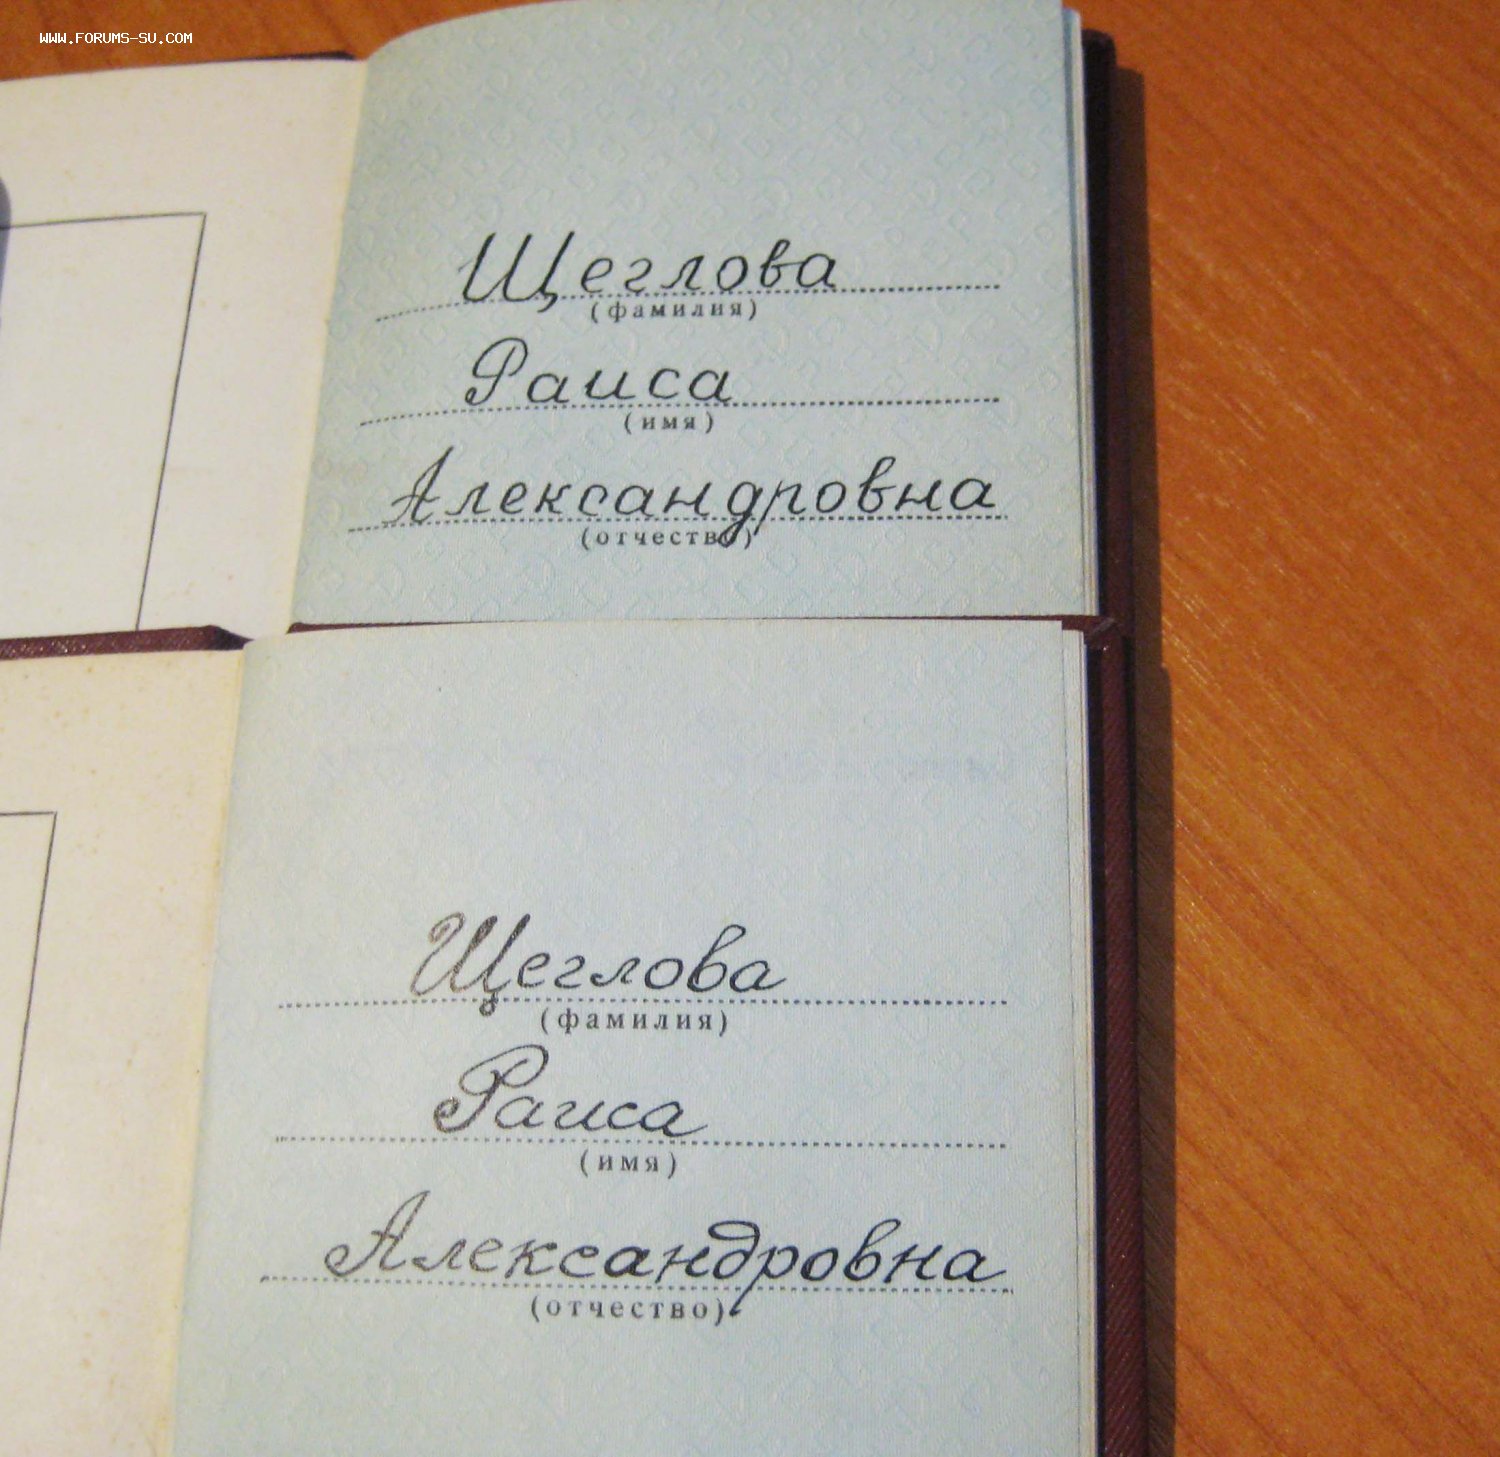 WWW.FORUMS-SU.COM
Щеглова
(фамилия)
Раиса
(имя)
Александровна
(отчество)
Щеглова
(фамилия)
Раиса
(имя)
Александровна
(отчество)